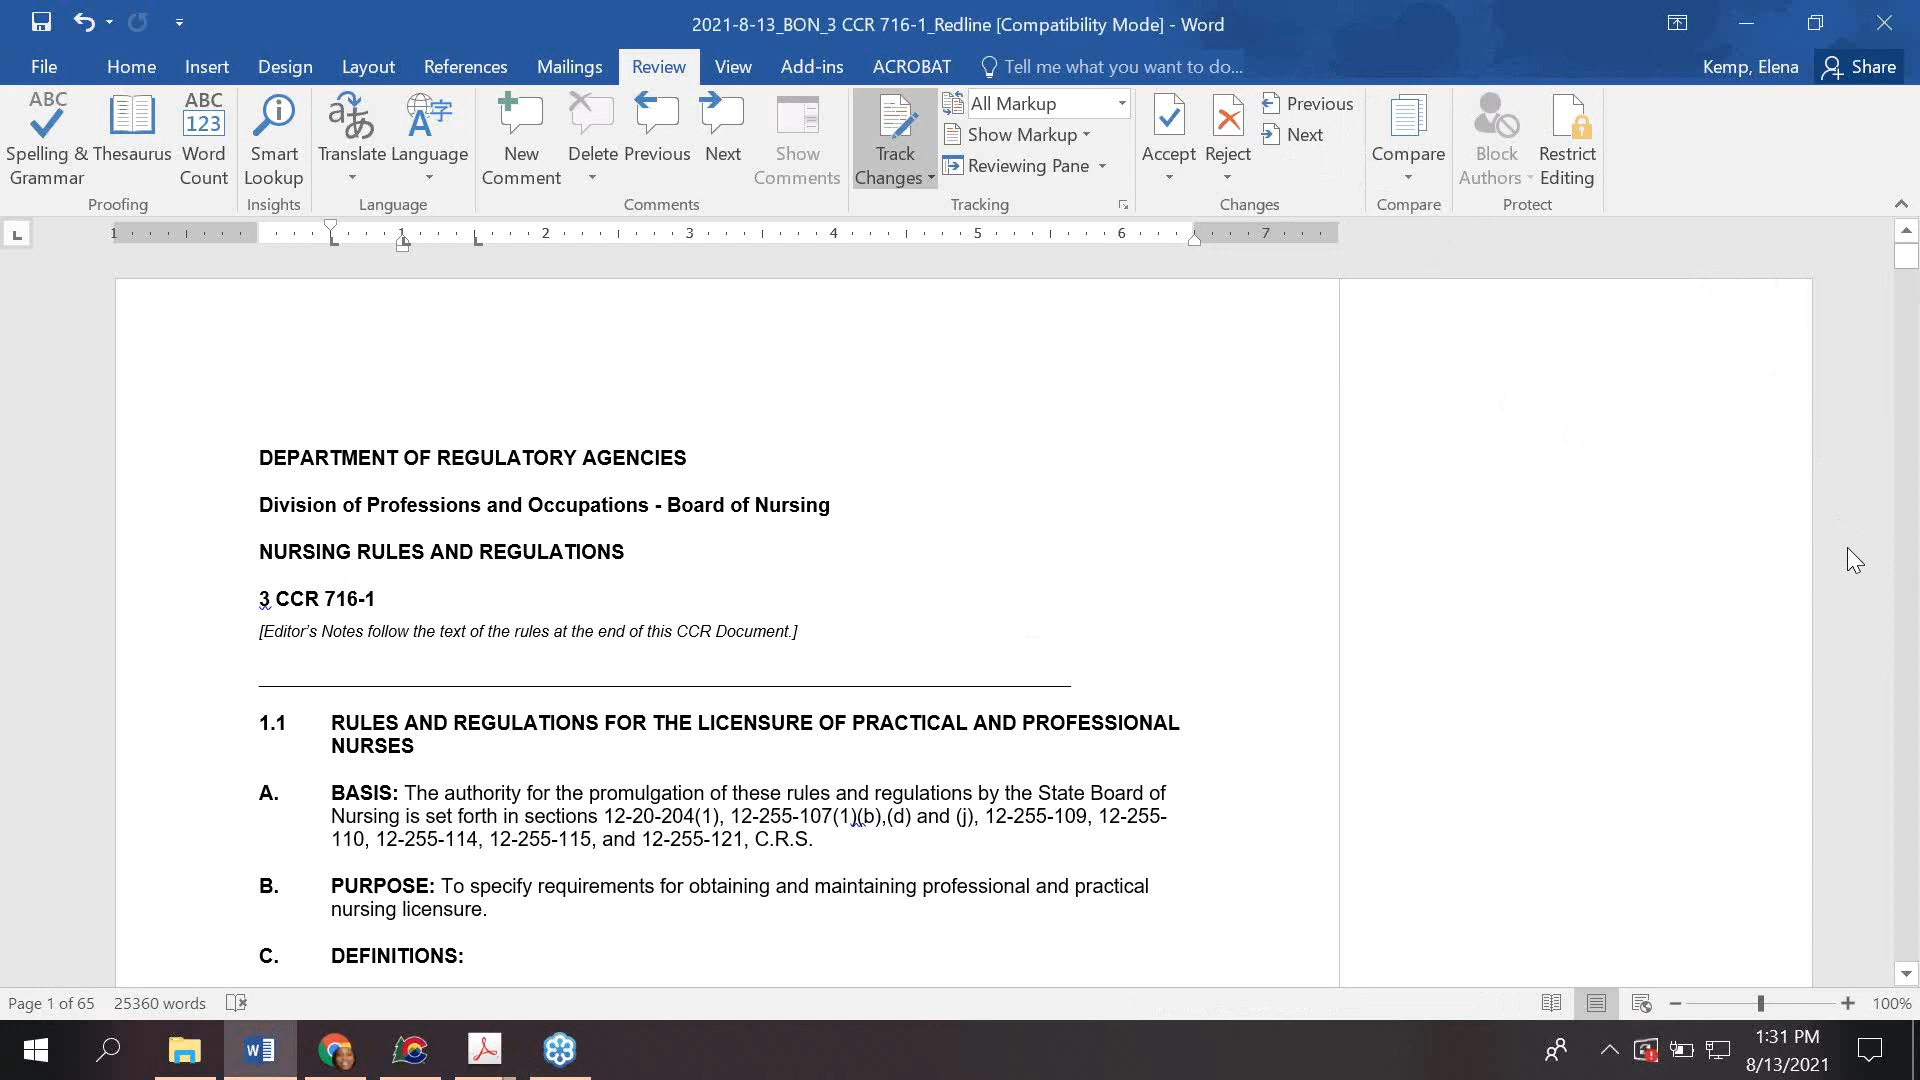 2021-8-13_BON_3 CCR 716-1_Redline [Compatibility Mode] - Word
File Home Insert Design Layout References Mailings Review View Add-ins ACROBAT Tell me what you want to do... Kemp, Elena Share
Spelling & Grammar
Thesaurus
ABC 123 Word Count
Smart Lookup
Translate
Language
New Comment
Delete
Previous
Next
Show Comments
Track Changes
All Markup
Show Markup
Reviewing Pane
Accept
Reject
Previous
Next
Compare
Block Authors
Restrict Editing
Proofing Insights Language Comments Tracking Changes Compare Protect
1 1 2 3 4 5 6 7
DEPARTMENT OF REGULATORY AGENCIES
Division of Professions and Occupations - Board of Nursing
NURSING RULES AND REGULATIONS
3 CCR 716-1
[Editor's Notes follow the text of the rules at the end of this CCR Document.]
1.1 RULES AND REGULATIONS FOR THE LICENSURE OF PRACTICAL AND PROFESSIONAL
NURSES
A. BASIS: The authority for the promulgation of these rules and regulations by the State Board of
Nursing is set forth in sections 12-20-204(1), 12-255-107(1)(b),(d) and (j), 12-255-109, 12-255-
110, 12-255-114, 12-255-115, and 12-255-121, C.R.S.
B. PURPOSE: To specify requirements for obtaining and maintaining professional and practical
nursing licensure.
C. DEFINITIONS:
Page 1 of 65 25360 words 100%
1:31 PM
8/13/2021